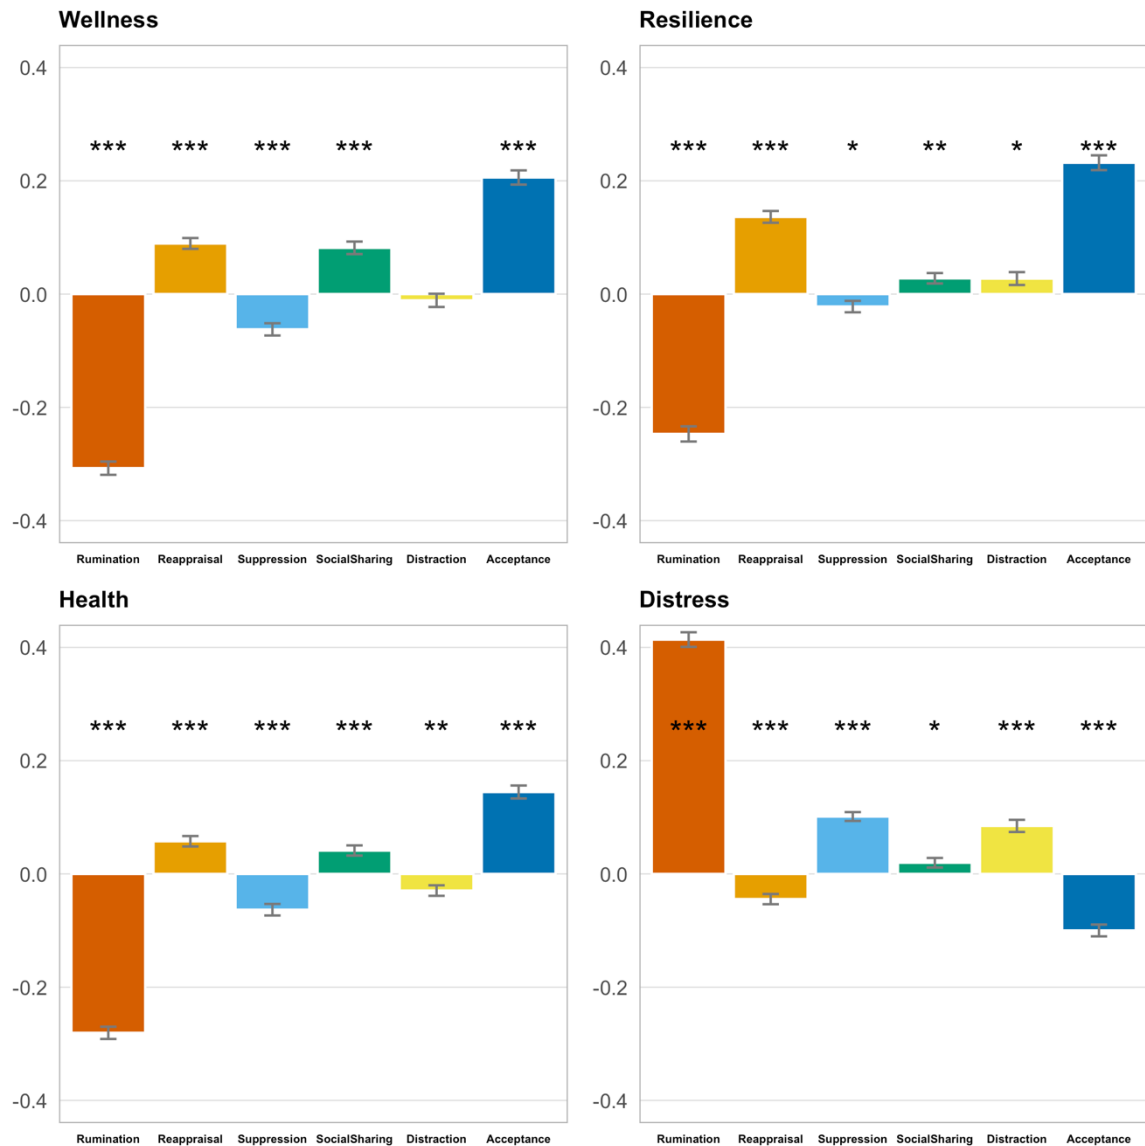 Wellness
0.4
*** *** *** *** ***
0.2
0.0
-0.2
-0.4
Rumination Reappraisal Suppression SocialSharing Distraction Acceptance
Resilience
0.4
*** *** * ** * ***
0.2
0.0
-0.2
-0.4
Rumination Reappraisal Suppression SocialSharing Distraction Acceptance
Health
0.4
*** *** *** *** ** ***
0.2
0.0
-0.2
-0.4
Rumination Reappraisal Suppression SocialSharing Distraction Acceptance
Distress
0.4
*** *** *** * *** ***
0.2
0.0
-0.2
-0.4
Rumination Reappraisal Suppression SocialSharing Distraction Acceptance